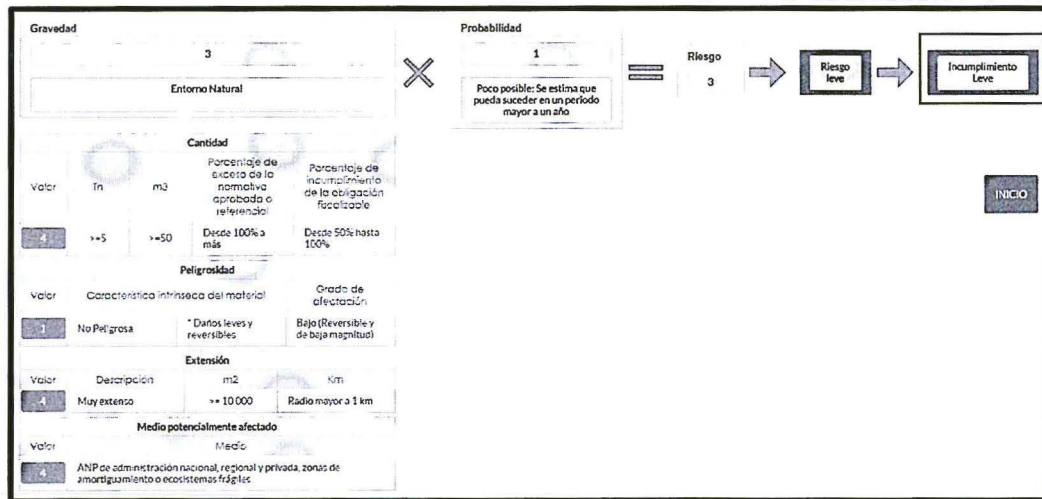 Gravedad
3
Entorno Natural
Probabilidad
1
Poco posible: Se estima que
pueda suceder en un periodo
mayor a un año
Riesgo
3
Riesgo
leve
Incumplimiento
Leve
INICIO
Cantidad
Valor
Tn
m3
Porcentaje de
exceso de la
normativa
aprobada o
referencial
Porcentaje de
incumplimiento
de la obligación
fiscalizable
4
>=5
>=50
Desde 100% a
más
Desde 50% hasta
100%
Peligrosidad
Valor
Característica intrínseca del material
Grado de
afectación
1
No Peligrosa
* Daños leves y
reversibles
Bajo (Reversible y
de baja magnitud)
Extensión
Valor
Descripción
m2
Km
4
Muy extenso
>= 10 000
Radio mayor a 1 km
Medio potencialmente afectado
Valor
Medio
4
ANP de administración nacional, regional y privada, zonas de
amortiguamiento o ecosistemas frágiles